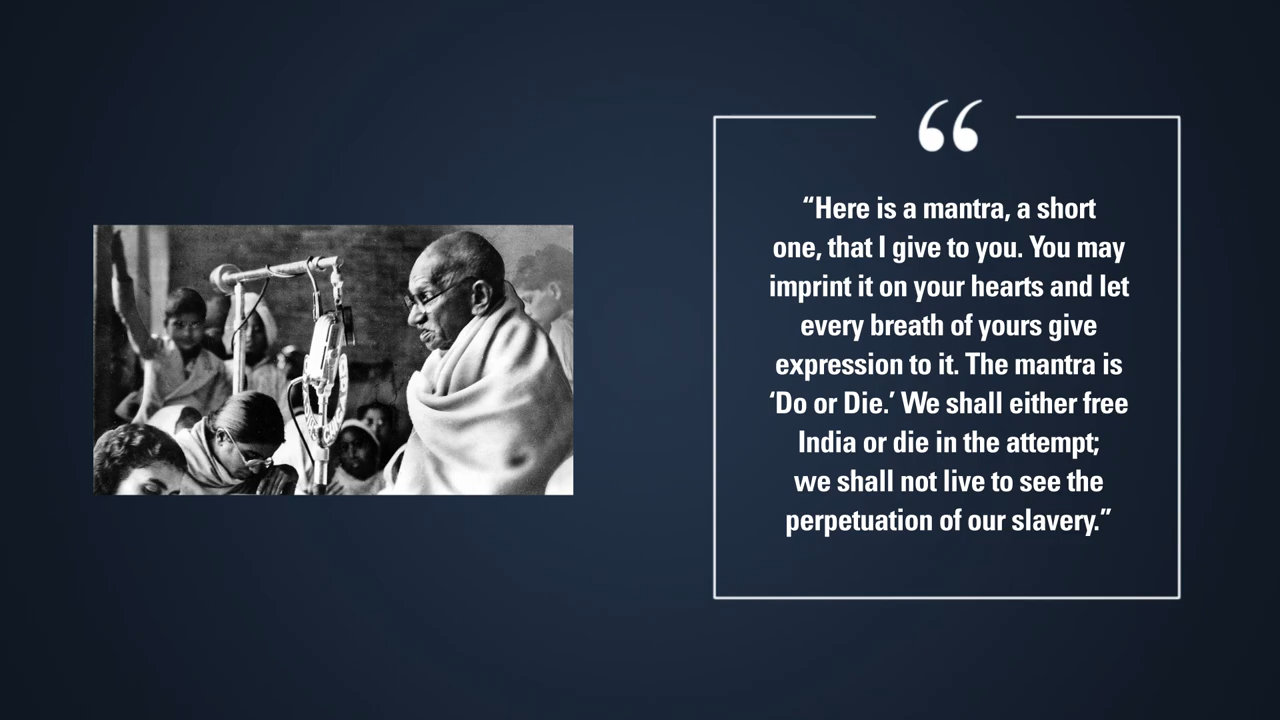 “Here is a mantra, a short
one, that I give to you. You may
imprint it on your hearts and let
every breath of yours give
expression to it. The mantra is
‘Do or Die.’ We shall either free
India or die in the attempt;
we shall not live to see the
perpetuation of our slavery.”